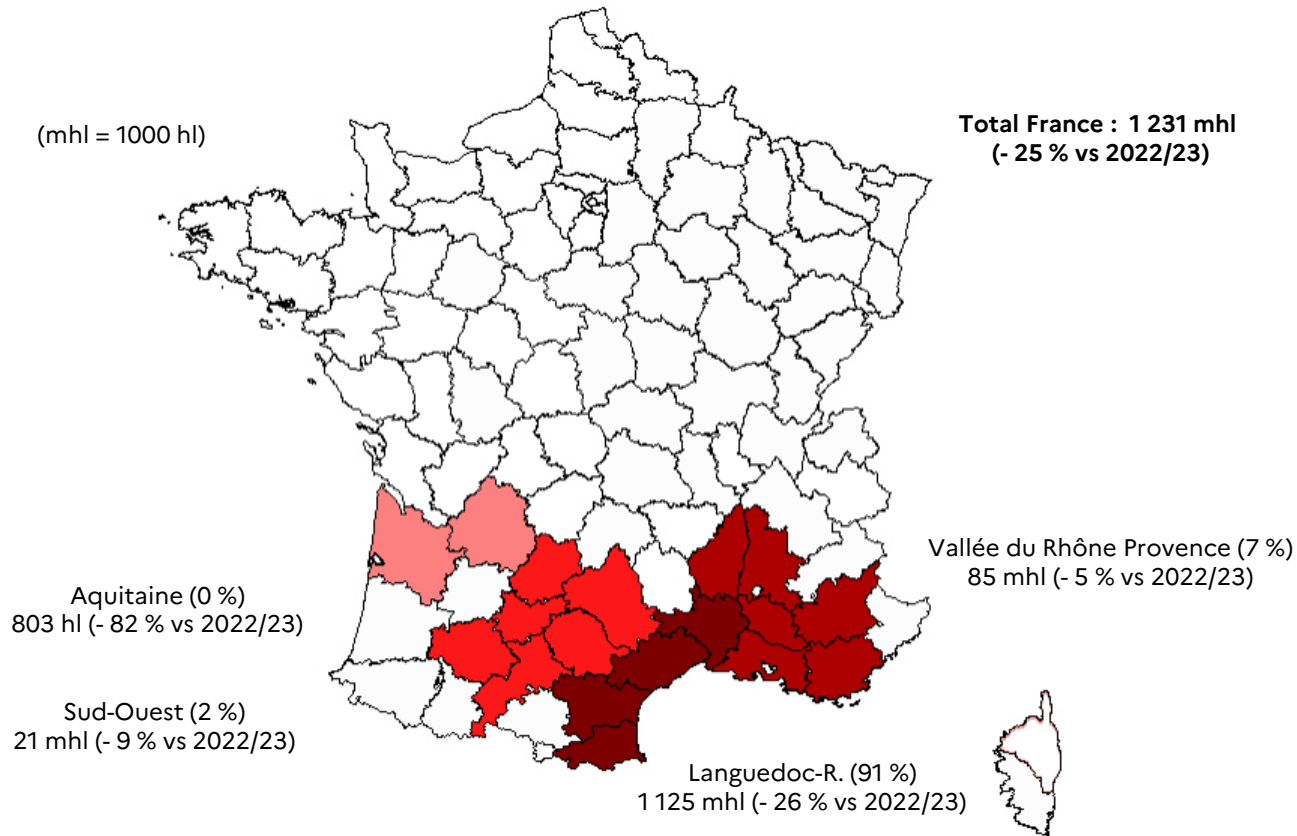 (mhl = 1000 hl)
Total France : 1 231 mhl
(- 25 % vs 2022/23)
Vallée du Rhône Provence (7 %)
85 mhl (- 5 % vs 2022/23)
Aquitaine (0 %)
803 hl (- 82 % vs 2022/23)
Sud-Ouest (2 %)
21 mhl (- 9 % vs 2022/23)
Languedoc-R. (91 %)
1 125 mhl (- 26 % vs 2022/23)